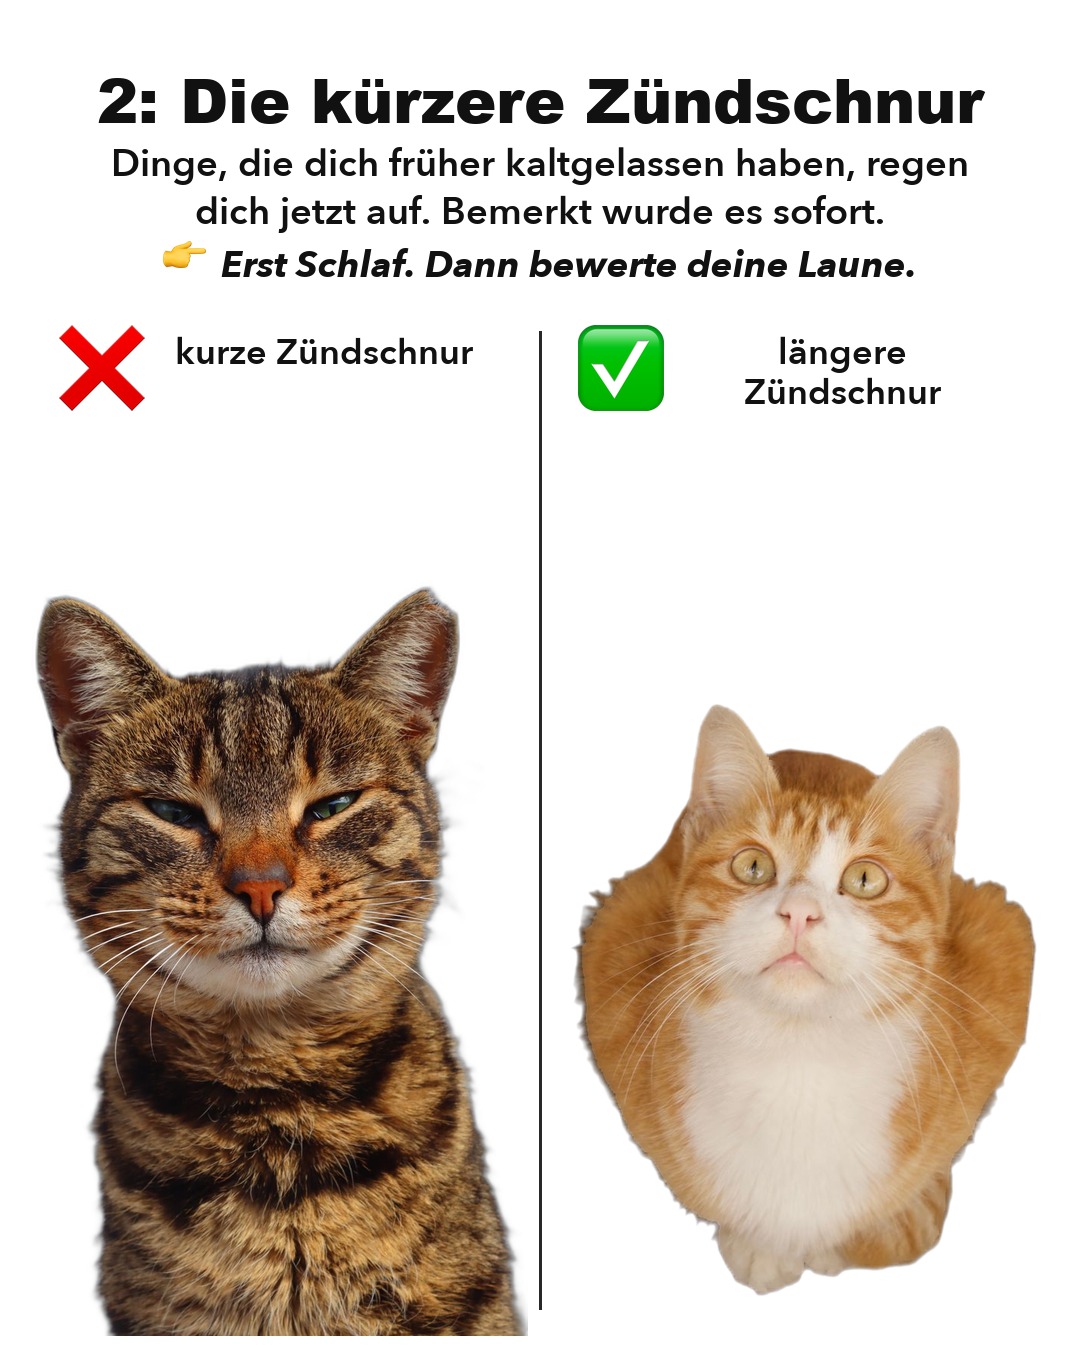 2: Die kürzere Zündschnur
Dinge, die dich früher kaltgelassen haben, regen
dich jetzt auf. Bemerkt wurde es sofort.
👉 Erst Schlaf. Dann bewerte deine Laune.
❌ kurze Zündschnur
✅ längere
Zündschnur